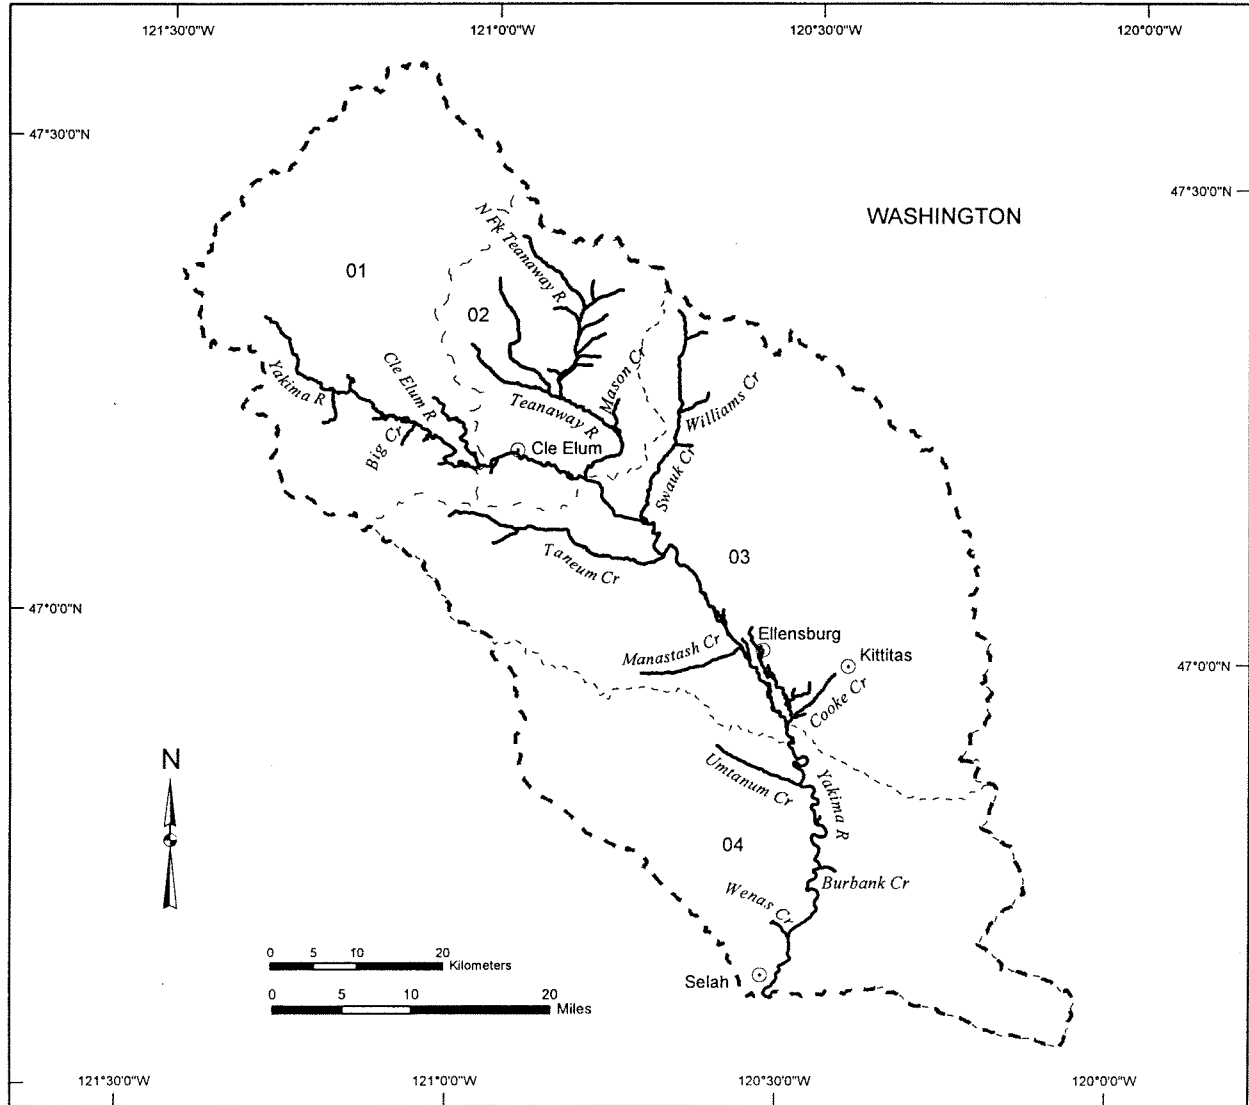 121°30'0"W
121°0'0"W
120°30'0"W
120°0'0"W
47°30'0"N
47°30'0"N
WASHINGTON
N Fk Teanaway R
01
02
Yakima R
Cle Elum R
Mason Cr
Williams Cr
Teanaway R
Big Cr
Cle Elum
Swauk Cr
Taneum Cr
03
47°0'0"N
Ellensburg
Manastash Cr
Kittitas
47°0'0"N
Cooke Cr
N
Umtanum Cr
Yakima R
04
Burbank Cr
Wenas Cr
0 5 10 20
Kilometers
Selah
0 5 10 20
Miles
121°30'0"W
121°0'0"W
120°30'0"W
120°0'0"W